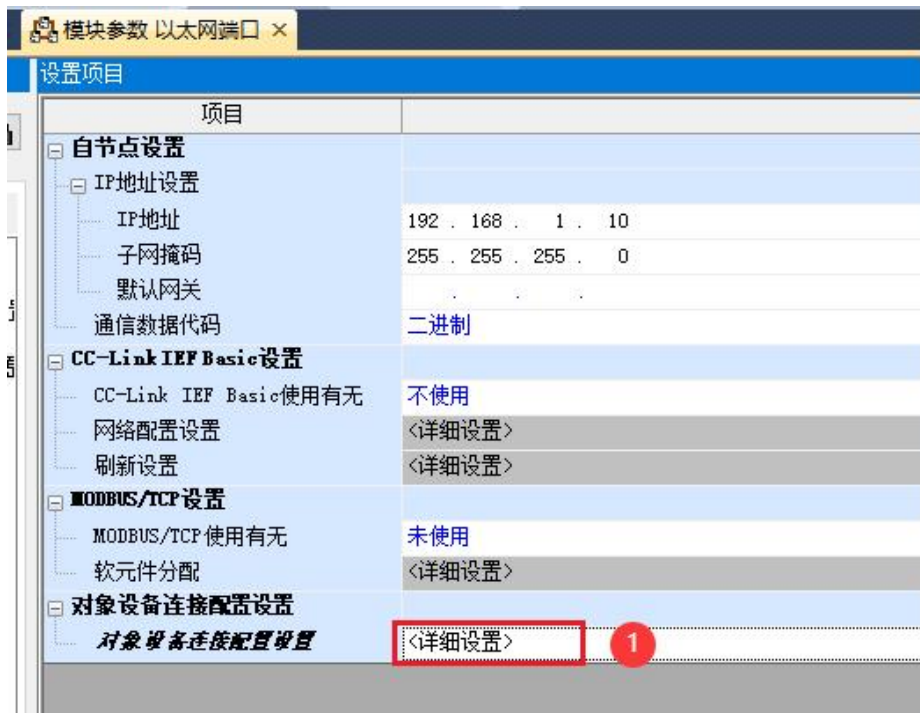 模块参数 以太网端口 ×
设置项目
项目
自节点设置
IP地址设置
IP地址 192 . 168 . 1 . 10
子网掩码 255 . 255 . 255 . 0
默认网关 . . .
通信数据代码 二进制
CC-Link IEF Basic设置
CC-Link IEF Basic使用有无 不使用
网络配置设置 <详细设置>
刷新设置 <详细设置>
MODBUS/TCP设置
MODBUS/TCP使用有无 未使用
软元件分配 <详细设置>
对象设备连接配置设置
对象设备连接配置设置 <详细设置> 1